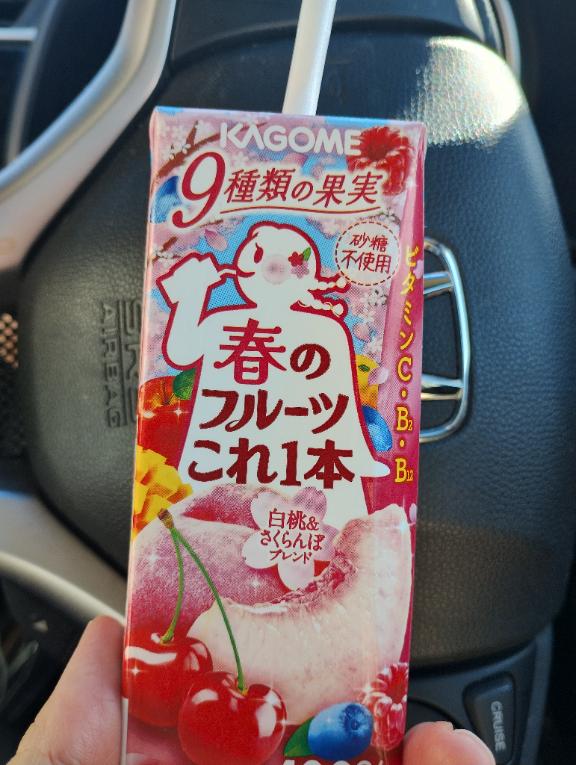 KAGOME
9種類の果実
砂糖
不使用
ビタミンC・B2・B12
春の
フルーツ
これ1本
白桃&
さくらんぼ
ブレンド
SRS
AIRBAG
CRUISE